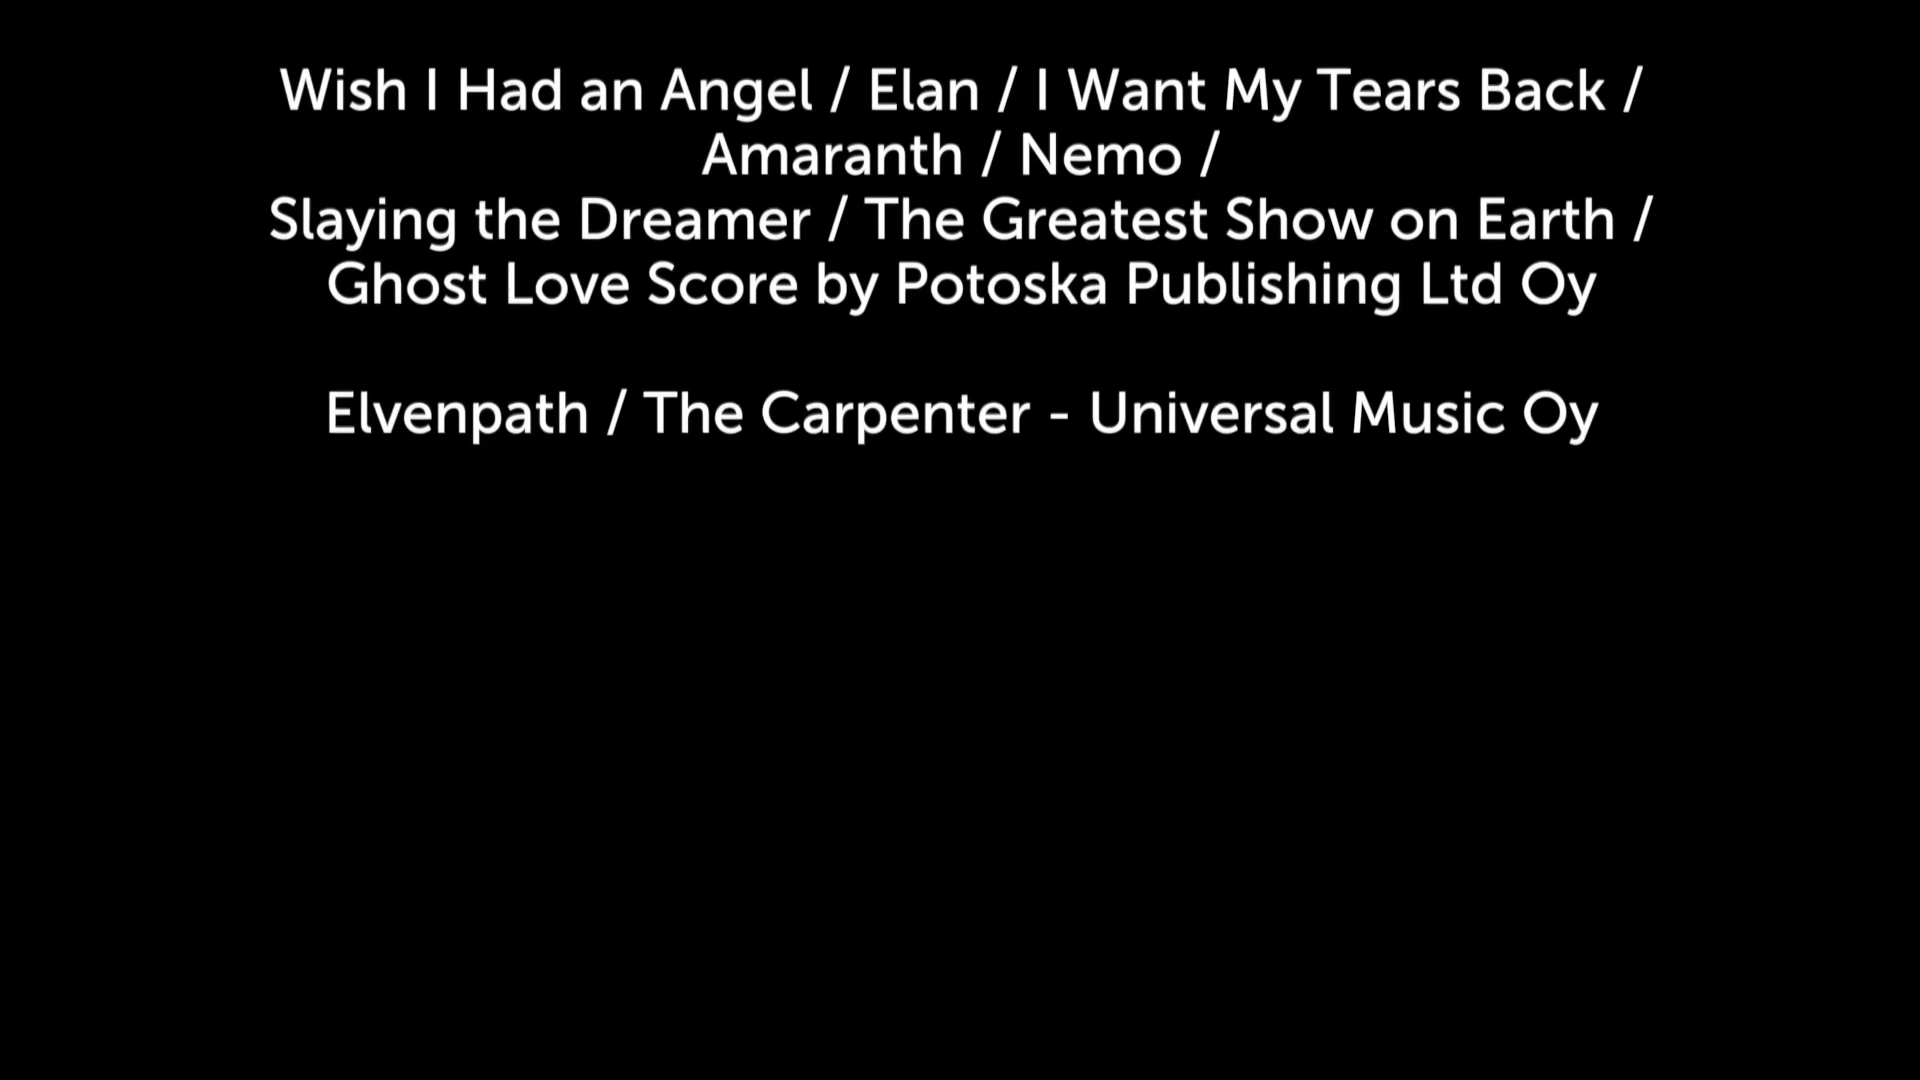 Wish I Had an Angel / Elan / I Want My Tears Back /
Amaranth / Nemo /
Slaying the Dreamer / The Greatest Show on Earth /
Ghost Love Score by Potoska Publishing Ltd Oy
Elvenpath / The Carpenter - Universal Music Oy